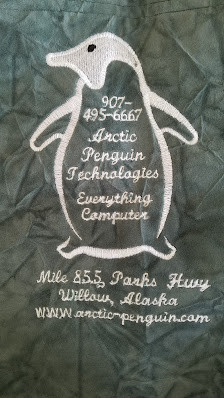 907-
495-6667
Arctic
Penguin
Technologies
Everything
Computer
Mile 85.5, Parks Hwy
Willow, Alaska
www.arctic-penguin.com